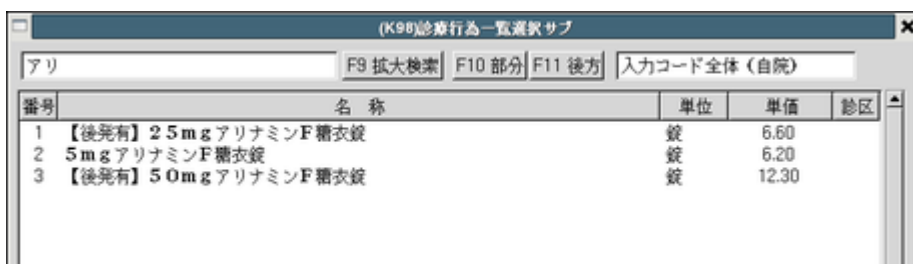 (K98)診療行為一覧選択サブ
アリ F9 拡大検索 F10 部分 F11 後方 入力コード全体（自院）
番号 名　称 単位 単価 診区
1 【後発有】２５ｍｇアリナミンＦ糖衣錠 錠 6.60
2 ５ｍｇアリナミンＦ糖衣錠 錠 6.20
3 【後発有】５０ｍｇアリナミンＦ糖衣錠 錠 12.30